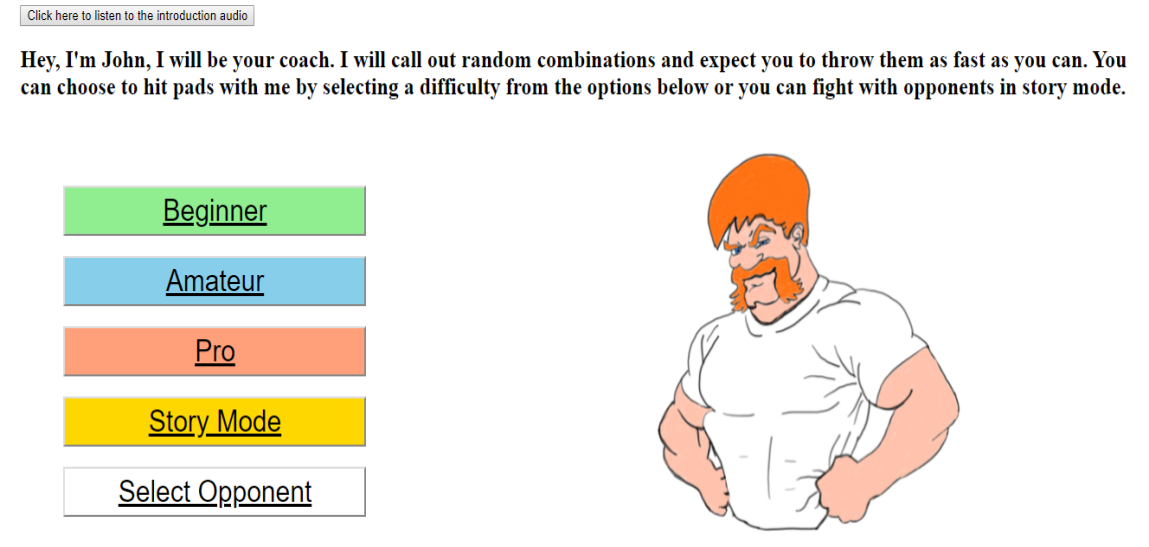 Click here to listen to the introduction audio
Hey, I'm John, I will be your coach. I will call out random combinations and expect you to throw them as fast as you can. You
can choose to hit pads with me by selecting a difficulty from the options below or you can fight with opponents in story mode.
Beginner
Amateur
Pro
Story Mode
Select Opponent